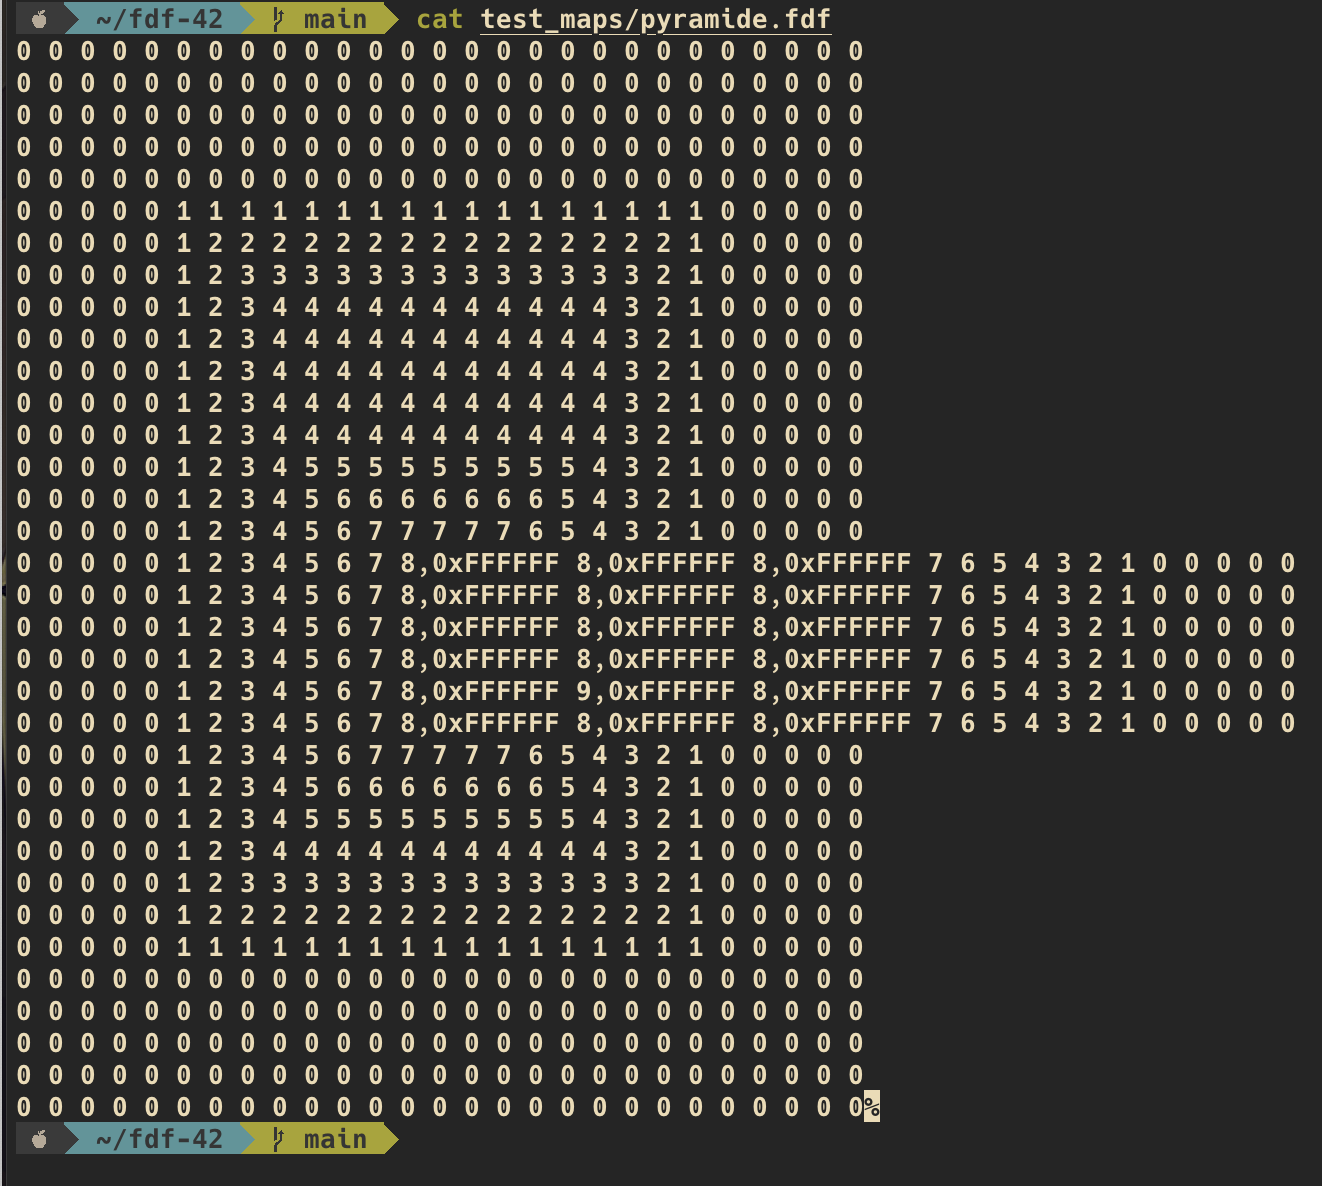 ~/fdf-42 main cat test_maps/pyramide.fdf
0 0 0 0 0 0 0 0 0 0 0 0 0 0 0 0 0 0 0 0 0 0 0 0 0 0 0
0 0 0 0 0 0 0 0 0 0 0 0 0 0 0 0 0 0 0 0 0 0 0 0 0 0 0
0 0 0 0 0 0 0 0 0 0 0 0 0 0 0 0 0 0 0 0 0 0 0 0 0 0 0
0 0 0 0 0 0 0 0 0 0 0 0 0 0 0 0 0 0 0 0 0 0 0 0 0 0 0
0 0 0 0 0 0 0 0 0 0 0 0 0 0 0 0 0 0 0 0 0 0 0 0 0 0 0
0 0 0 0 0 1 1 1 1 1 1 1 1 1 1 1 1 1 1 1 1 1 0 0 0 0 0
0 0 0 0 0 1 2 2 2 2 2 2 2 2 2 2 2 2 2 2 2 1 0 0 0 0 0
0 0 0 0 0 1 2 3 3 3 3 3 3 3 3 3 3 3 3 3 2 1 0 0 0 0 0
0 0 0 0 0 1 2 3 4 4 4 4 4 4 4 4 4 4 4 3 2 1 0 0 0 0 0
0 0 0 0 0 1 2 3 4 4 4 4 4 4 4 4 4 4 4 3 2 1 0 0 0 0 0
0 0 0 0 0 1 2 3 4 4 4 4 4 4 4 4 4 4 4 3 2 1 0 0 0 0 0
0 0 0 0 0 1 2 3 4 4 4 4 4 4 4 4 4 4 4 3 2 1 0 0 0 0 0
0 0 0 0 0 1 2 3 4 4 4 4 4 4 4 4 4 4 4 3 2 1 0 0 0 0 0
0 0 0 0 0 1 2 3 4 5 5 5 5 5 5 5 5 5 4 3 2 1 0 0 0 0 0
0 0 0 0 0 1 2 3 4 5 6 6 6 6 6 6 6 5 4 3 2 1 0 0 0 0 0
0 0 0 0 0 1 2 3 4 5 6 7 7 7 7 7 6 5 4 3 2 1 0 0 0 0 0
0 0 0 0 0 1 2 3 4 5 6 7 8,0xFFFFFF 8,0xFFFFFF 8,0xFFFFFF 7 6 5 4 3 2 1 0 0 0 0 0
0 0 0 0 0 1 2 3 4 5 6 7 8,0xFFFFFF 8,0xFFFFFF 8,0xFFFFFF 7 6 5 4 3 2 1 0 0 0 0 0
0 0 0 0 0 1 2 3 4 5 6 7 8,0xFFFFFF 8,0xFFFFFF 8,0xFFFFFF 7 6 5 4 3 2 1 0 0 0 0 0
0 0 0 0 0 1 2 3 4 5 6 7 8,0xFFFFFF 8,0xFFFFFF 8,0xFFFFFF 7 6 5 4 3 2 1 0 0 0 0 0
0 0 0 0 0 1 2 3 4 5 6 7 8,0xFFFFFF 9,0xFFFFFF 8,0xFFFFFF 7 6 5 4 3 2 1 0 0 0 0 0
0 0 0 0 0 1 2 3 4 5 6 7 8,0xFFFFFF 8,0xFFFFFF 8,0xFFFFFF 7 6 5 4 3 2 1 0 0 0 0 0
0 0 0 0 0 1 2 3 4 5 6 7 7 7 7 7 6 5 4 3 2 1 0 0 0 0 0
0 0 0 0 0 1 2 3 4 5 6 6 6 6 6 6 6 5 4 3 2 1 0 0 0 0 0
0 0 0 0 0 1 2 3 4 5 5 5 5 5 5 5 5 5 4 3 2 1 0 0 0 0 0
0 0 0 0 0 1 2 3 4 4 4 4 4 4 4 4 4 4 4 3 2 1 0 0 0 0 0
0 0 0 0 0 1 2 3 3 3 3 3 3 3 3 3 3 3 3 3 2 1 0 0 0 0 0
0 0 0 0 0 1 2 2 2 2 2 2 2 2 2 2 2 2 2 2 2 1 0 0 0 0 0
0 0 0 0 0 1 1 1 1 1 1 1 1 1 1 1 1 1 1 1 1 1 0 0 0 0 0
0 0 0 0 0 0 0 0 0 0 0 0 0 0 0 0 0 0 0 0 0 0 0 0 0 0 0
0 0 0 0 0 0 0 0 0 0 0 0 0 0 0 0 0 0 0 0 0 0 0 0 0 0 0
0 0 0 0 0 0 0 0 0 0 0 0 0 0 0 0 0 0 0 0 0 0 0 0 0 0 0
0 0 0 0 0 0 0 0 0 0 0 0 0 0 0 0 0 0 0 0 0 0 0 0 0 0 0
0 0 0 0 0 0 0 0 0 0 0 0 0 0 0 0 0 0 0 0 0 0 0 0 0 0 0%
~/fdf-42 main